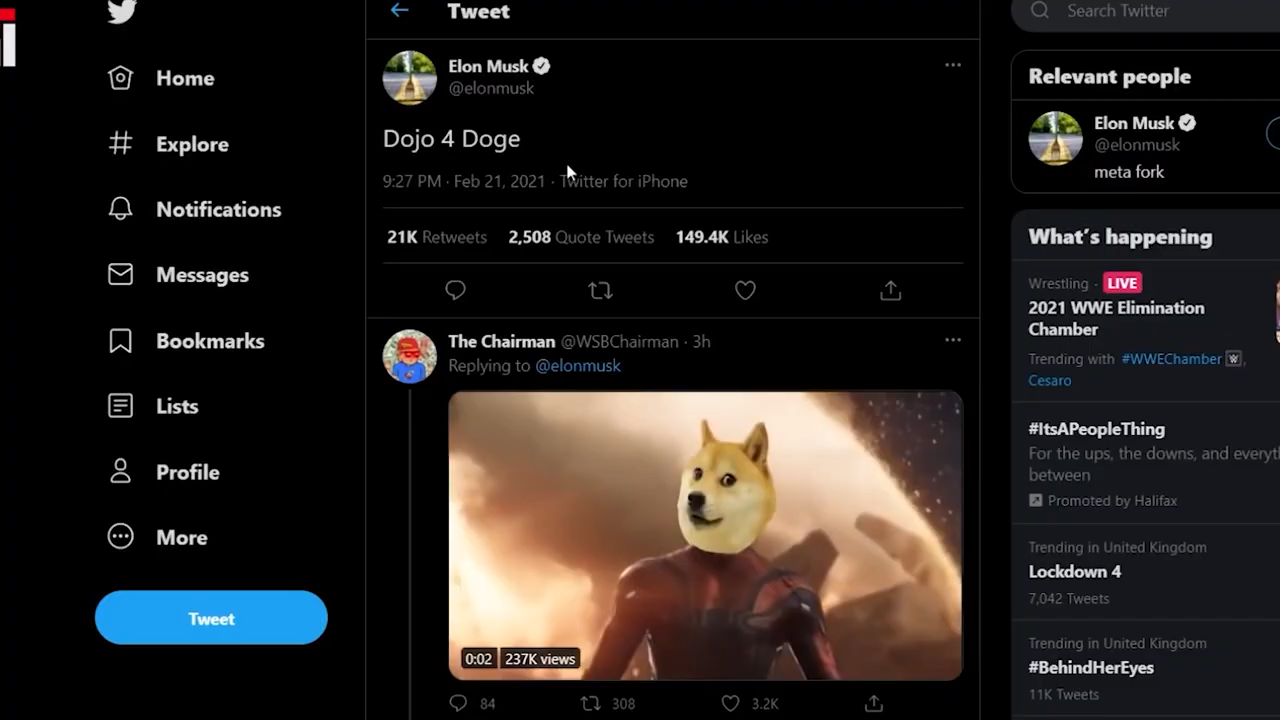 Home
Explore
Notifications
Messages
Bookmarks
Lists
Profile
More
Tweet
Tweet
Elon Musk
@elonmusk
Dojo 4 Doge
9:27 PM · Feb 21, 2021 · Twitter for iPhone
21K Retweets 2,508 Quote Tweets 149.4K Likes
The Chairman @WSBChairman · 3h
Replying to @elonmusk
0:02 237K views
84 308 3.2K
Search Twitter
Relevant people
Elon Musk
@elonmusk
meta fork
What's happening
Wrestling · LIVE
2021 WWE Elimination
Chamber
Trending with #WWEChamber W,
Cesaro
#ItsAPeopleThing
For the ups, the downs, and everyt
between
Promoted by Halifax
Trending in United Kingdom
Lockdown 4
7,042 Tweets
Trending in United Kingdom
#BehindHerEyes
11K Tweets